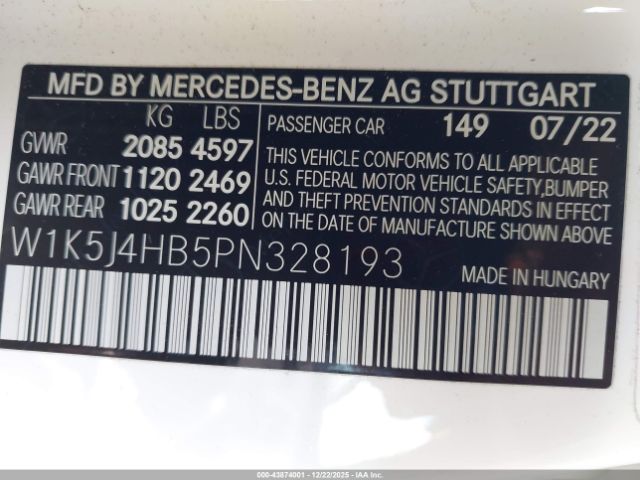 MFD BY MERCEDES-BENZ AG STUTTGART
KG LBS
GVWR 2085 4597
GAWR FRONT 1120 2469
GAWR REAR 1025 2260
PASSENGER CAR 149 07/22
THIS VEHICLE CONFORMS TO ALL APPLICABLE
U.S. FEDERAL MOTOR VEHICLE SAFETY,BUMPER
AND THEFT PREVENTION STANDARDS IN EFFECT
ON THE DATE OF MANUFACTURE SHOWN ABOVE
W1K5J4HB5PN328193
MADE IN HUNGARY
000-43874001 - 12/22/2025 - IAAI.COM